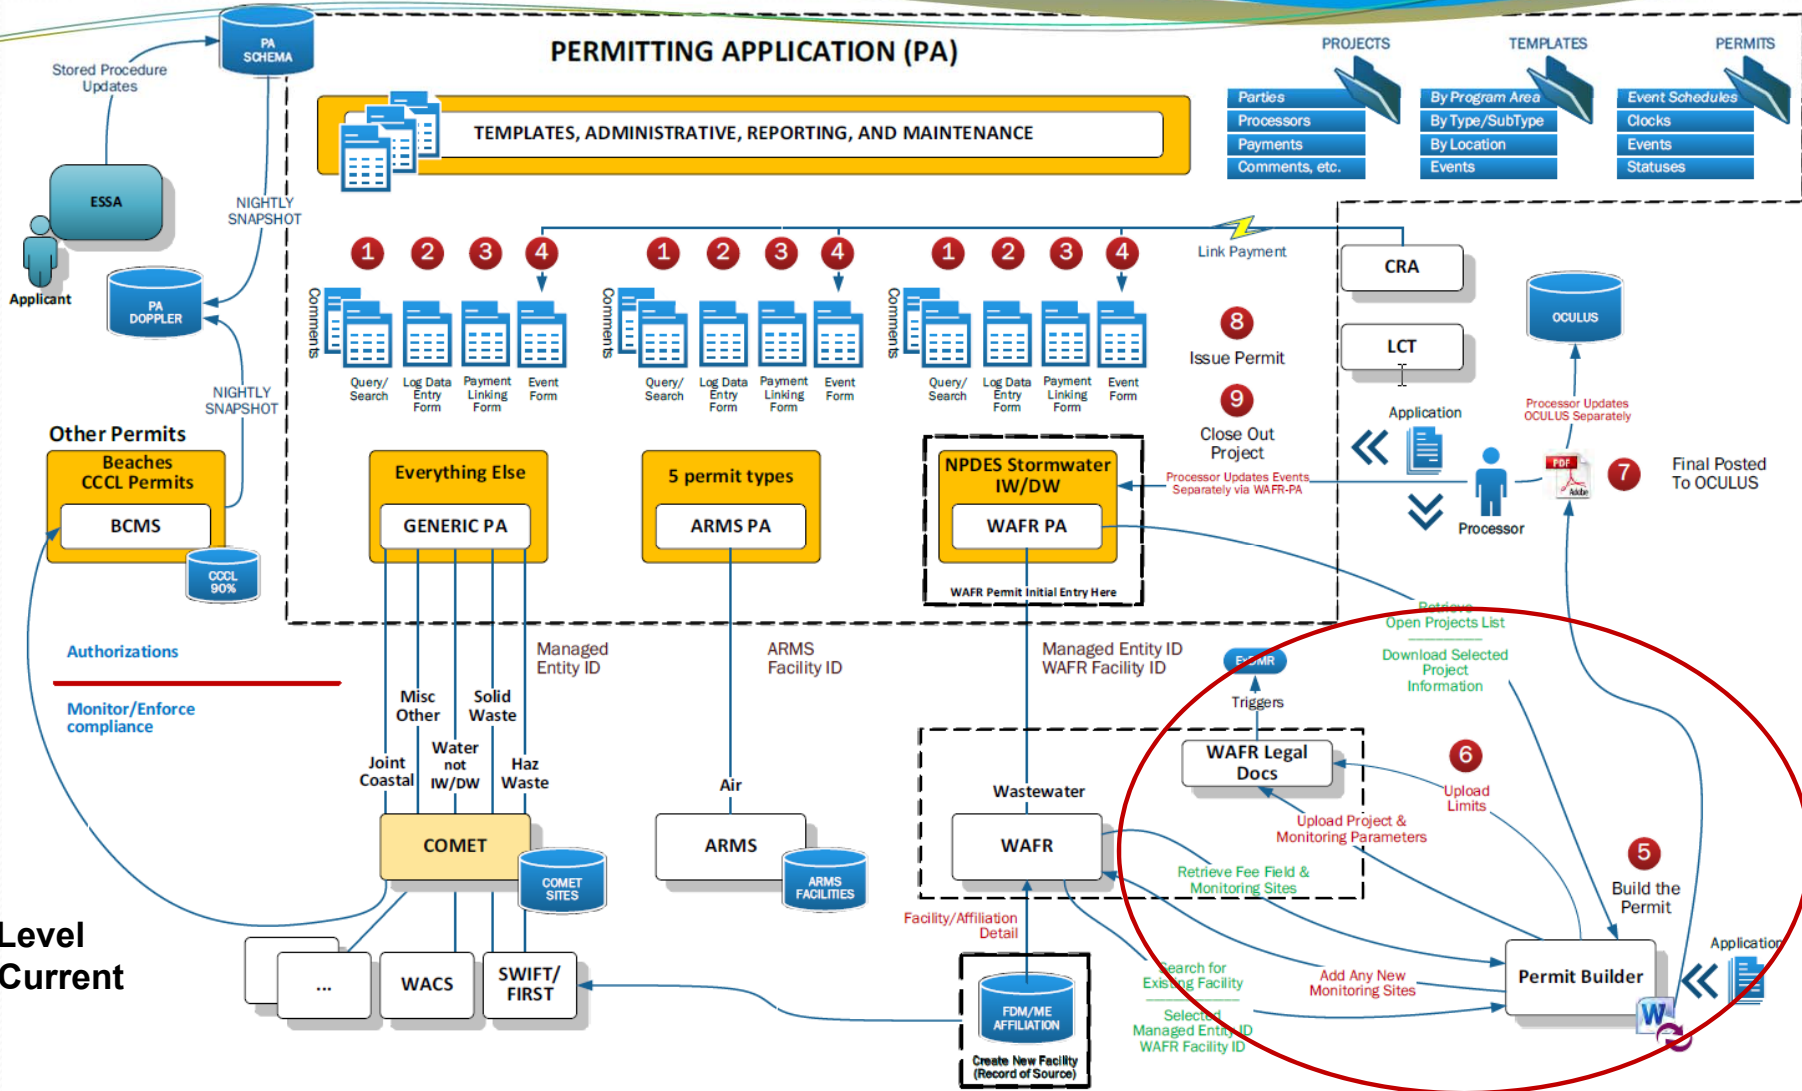 PA
SCHEMA
Stored Procedure
Updates
ESSA
Applicant
NIGHTLY
SNAPSHOT
PA
DOPPLER
NIGHTLY
SNAPSHOT
Other Permits
Beaches
CCCL Permits
BCMS
CCCL
90%
Authorizations
Monitor/Enforce
compliance
Level
Current
PERMITTING APPLICATION (PA)
TEMPLATES, ADMINISTRATIVE, REPORTING, AND MAINTENANCE
PROJECTS
Parties
Processors
Payments
Comments, etc.
TEMPLATES
By Program Area
By Type/SubType
By Location
Events
PERMITS
Event Schedules
Clocks
Events
Statuses
1
2
3
4
Comments
Query/
Search
Log Data
Entry
Form
Payment
Linking
Form
Event
Form
1
2
3
4
Comments
Query/
Search
Log Data
Entry
Form
Payment
Linking
Form
Event
Form
1
2
3
4
Comments
Query/
Search
Log Data
Entry
Form
Payment
Linking
Form
Event
Form
Link Payment
CRA
LCT
OCULUS
8
Issue Permit
9
Close Out
Project
Processor Updates Events
Separately via WAFR-PA
Application
Processor Updates
OCULUS Separately
Processor
PDF
Adobe
7
Final Posted
To OCULUS
Everything Else
GENERIC PA
5 permit types
ARMS PA
NPDES Stormwater
IW/DW
WAFR PA
WAFR Permit Initial Entry Here
Managed
Entity ID
ARMS
Facility ID
Managed Entity ID
WAFR Facility ID
Misc
Other
Solid
Waste
Joint
Coastal
Water
not
IW/DW
Haz
Waste
Air
Wastewater
COMET
COMET
SITES
ARMS
ARMS
FACILITIES
WAFR
...
WACS
SWIFT/
FIRST
Facility/Affiliation
Detail
FDM/ME
AFFILIATION
Create New Facility
(Record of Source)
Retrieve
Open Projects List
Download Selected
Project
Information
Triggers
WAFR Legal
Docs
6
Upload
Limits
Upload Project &
Monitoring Parameters
Retrieve Fee Field &
Monitoring Sites
5
Build the
Permit
Application
Permit Builder
W
Add Any New
Monitoring Sites
Search for
Existing Facility
Selected
Managed Entity ID
WAFR Facility ID